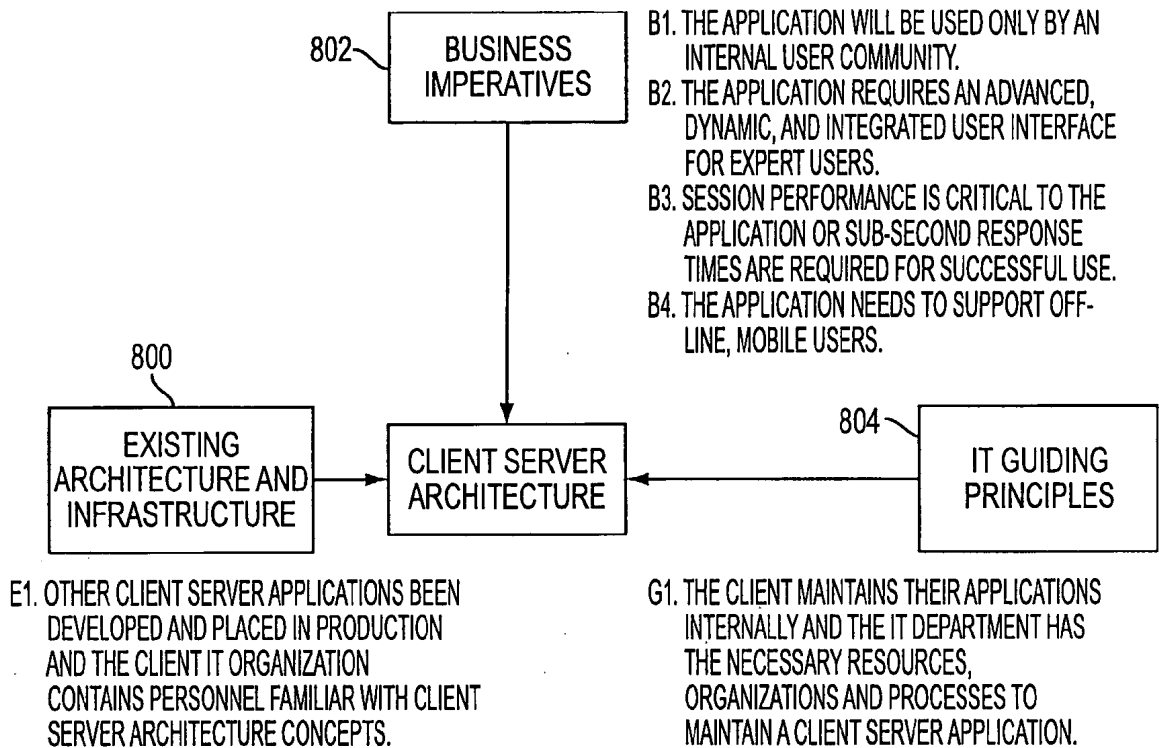 802
BUSINESS
IMPERATIVES
B1. THE APPLICATION WILL BE USED ONLY BY AN
INTERNAL USER COMMUNITY.
B2. THE APPLICATION REQUIRES AN ADVANCED,
DYNAMIC, AND INTEGRATED USER INTERFACE
FOR EXPERT USERS.
B3. SESSION PERFORMANCE IS CRITICAL TO THE
APPLICATION OR SUB-SECOND RESPONSE
TIMES ARE REQUIRED FOR SUCCESSFUL USE.
B4. THE APPLICATION NEEDS TO SUPPORT OFF-
LINE, MOBILE USERS.
800
EXISTING
ARCHITECTURE AND
INFRASTRUCTURE
CLIENT SERVER
ARCHITECTURE
804
IT GUIDING
PRINCIPLES
E1. OTHER CLIENT SERVER APPLICATIONS BEEN
DEVELOPED AND PLACED IN PRODUCTION
AND THE CLIENT IT ORGANIZATION
CONTAINS PERSONNEL FAMILIAR WITH CLIENT
SERVER ARCHITECTURE CONCEPTS.
G1. THE CLIENT MAINTAINS THEIR APPLICATIONS
INTERNALLY AND THE IT DEPARTMENT HAS
THE NECESSARY RESOURCES,
ORGANIZATIONS AND PROCESSES TO
MAINTAIN A CLIENT SERVER APPLICATION.